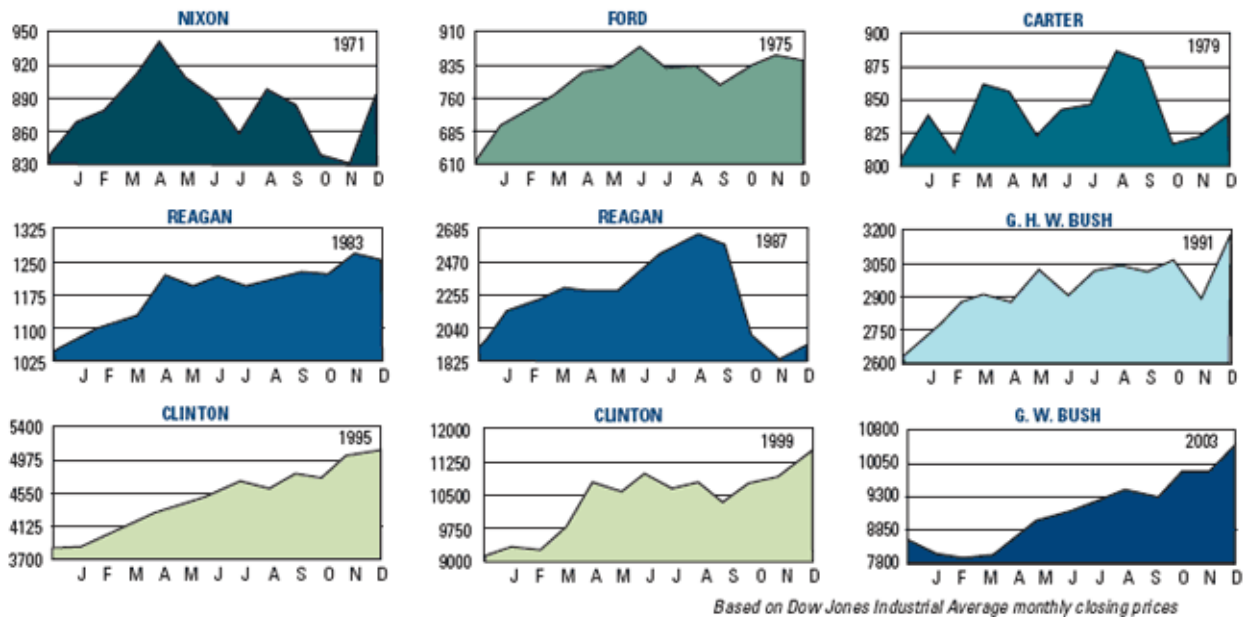 NIXON
950
920
890
860
830
1971
J F M A M J J A S O N D
FORD
910
835
760
685
610
1975
J F M A M J J A S O N D
CARTER
900
875
850
825
800
1979
J F M A M J J A S O N D
REAGAN
1325
1250
1175
1100
1025
1983
J F M A M J J A S O N D
REAGAN
2685
2470
2255
2040
1825
1987
J F M A M J J A S O N D
G. H. W. BUSH
3200
3050
2900
2750
2600
1991
J F M A M J J A S O N D
CLINTON
5400
4975
4550
4125
3700
1995
J F M A M J J A S O N D
CLINTON
12000
11250
10500
9750
9000
1999
J F M A M J J A S O N D
G. W. BUSH
10800
10050
9300
8850
7800
2003
J F M A M J J A S O N D
Based on Dow Jones Industrial Average monthly closing prices